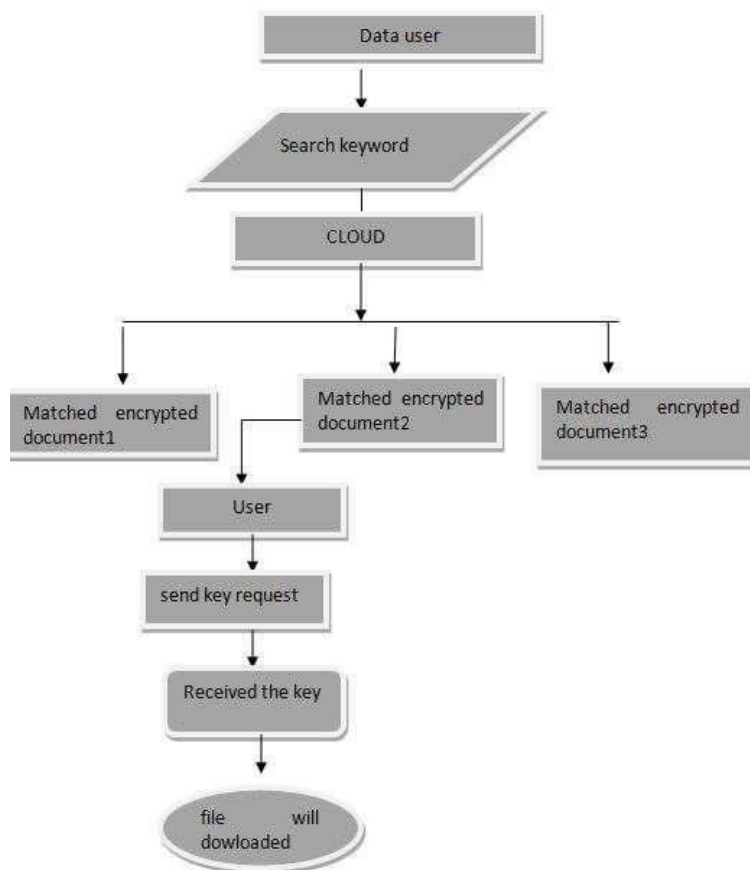 Data user
Search keyword
CLOUD
Matched encrypted
document1
Matched encrypted
document2
Matched encrypted
document3
User
send key request
Received the key
file will
dowloaded